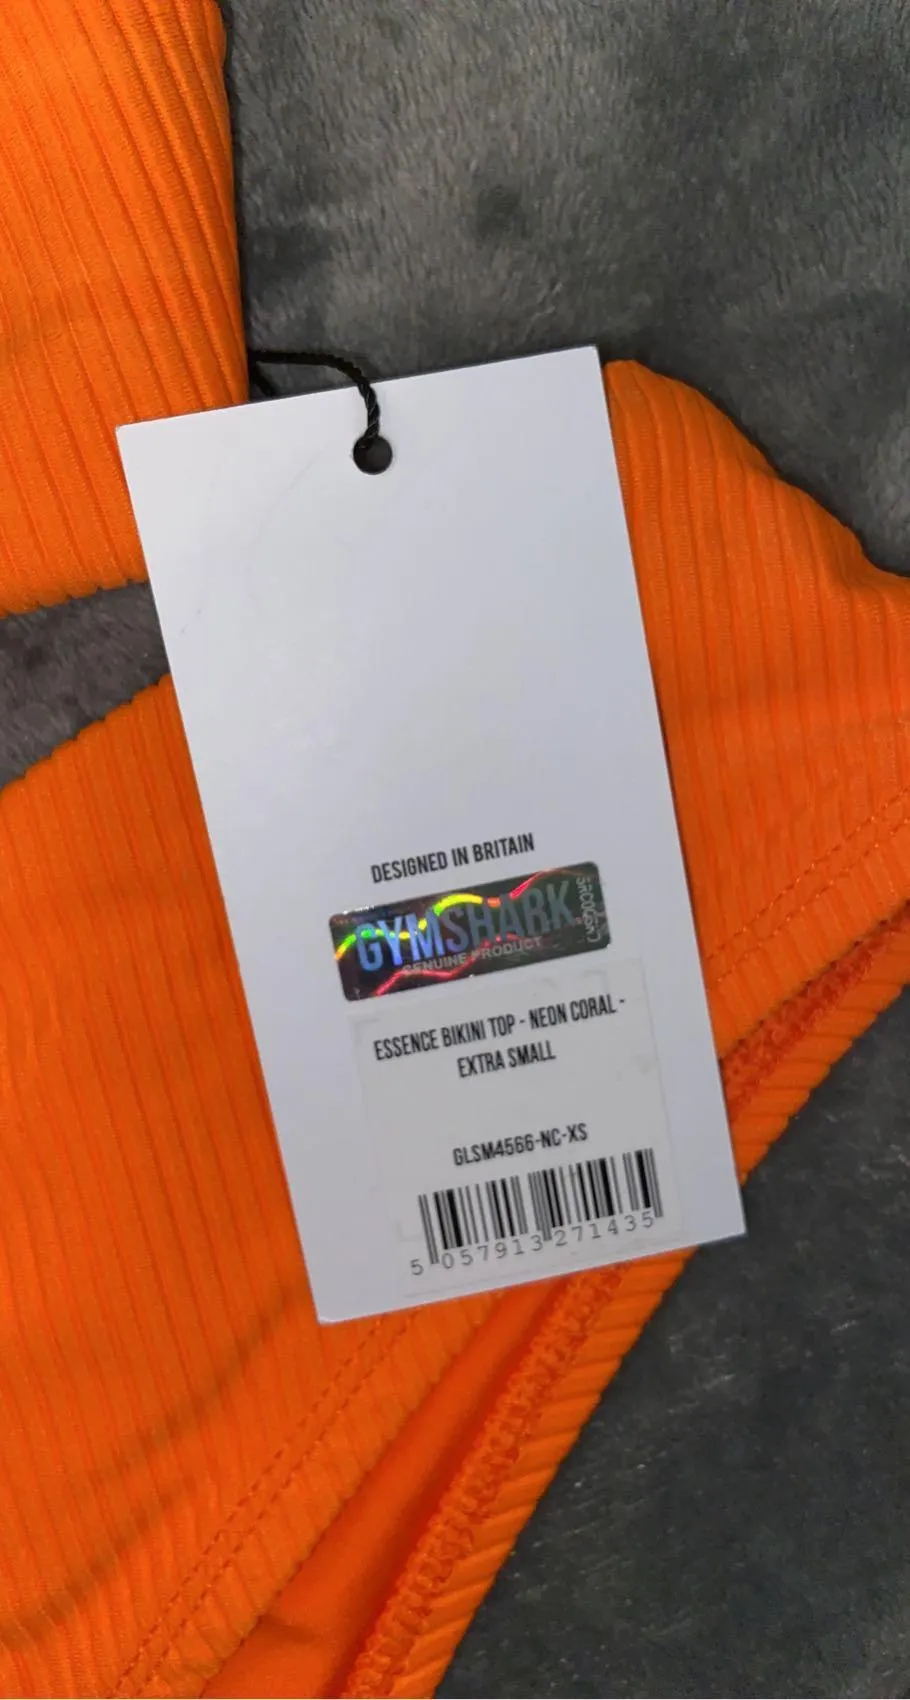 DESIGNED IN BRITAIN
GYMSHARK
GENUINE PRODUCT
ESSENCE BIKINI TOP - NEON CORAL -
EXTRA SMALL
GLSM4566-NC-XS
5 057913 271435